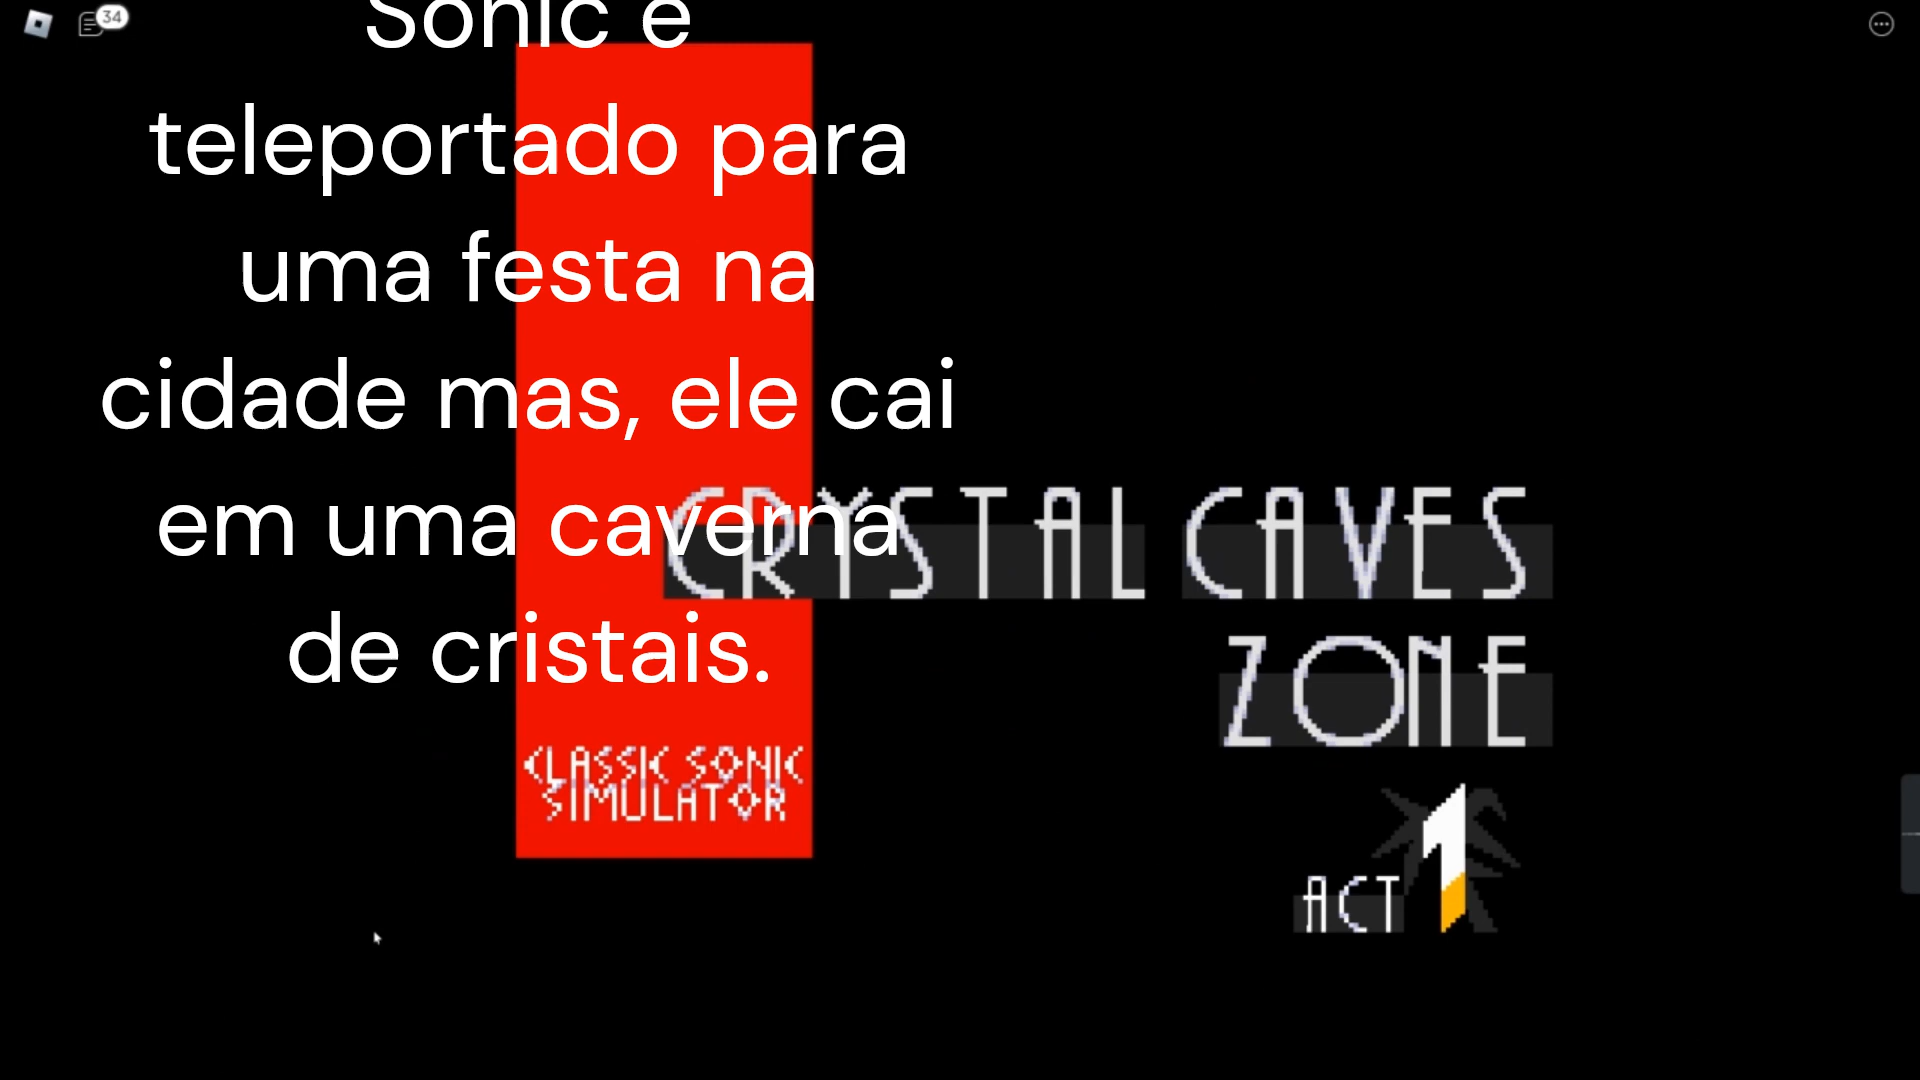 34
Sonic é
teleportado para
uma festa na
cidade mas, ele cai
em uma caverna
de cristais.
CRYSTAL CAVES
ZONE
ACT 1
CLASSIC SONIC
SIMULATOR